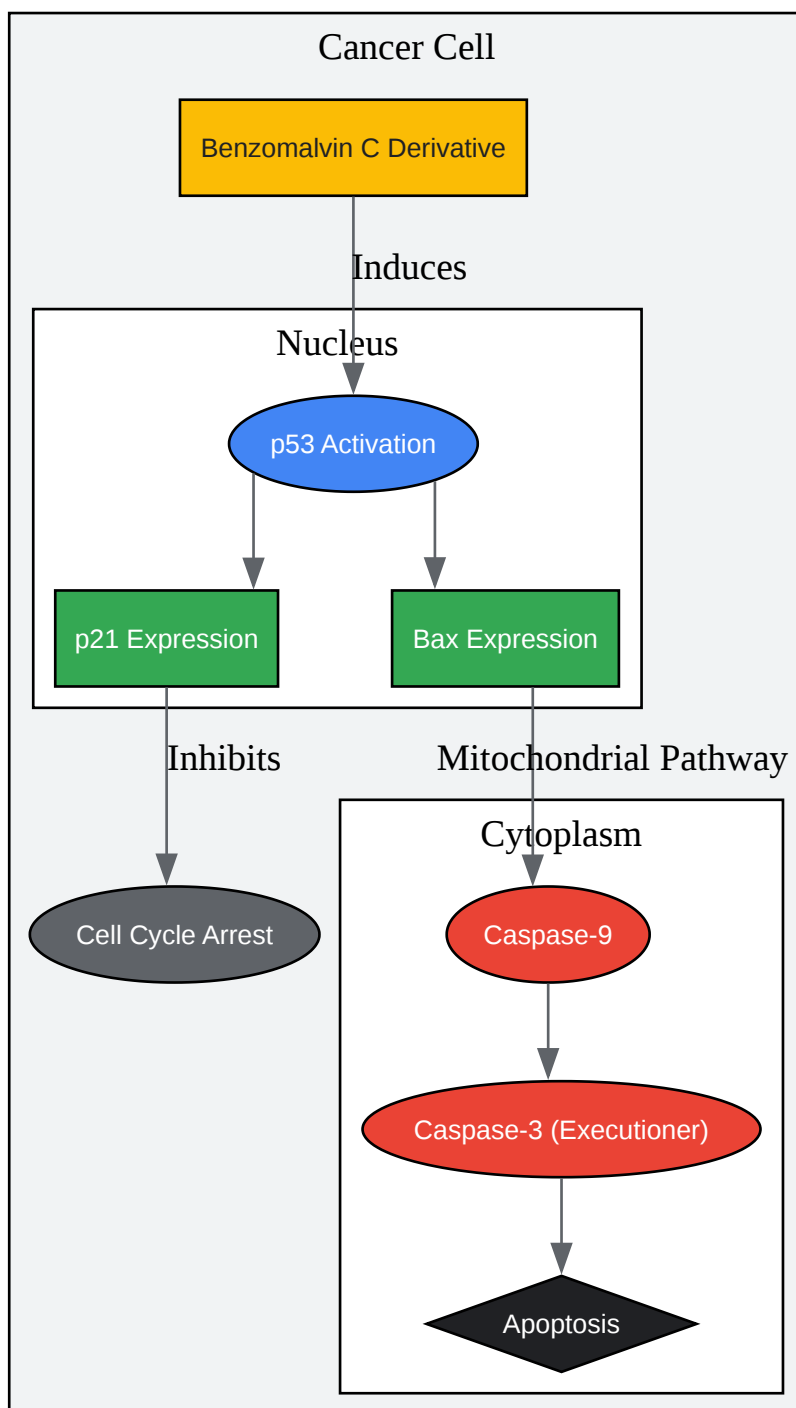 Cancer Cell
Benzomalvin C Derivative
Induces
Nucleus
p53 Activation
p21 Expression
Bax Expression
Inhibits
Mitochondrial Pathway
Cytoplasm
Cell Cycle Arrest
Caspase-9
Caspase-3 (Executioner)
Apoptosis